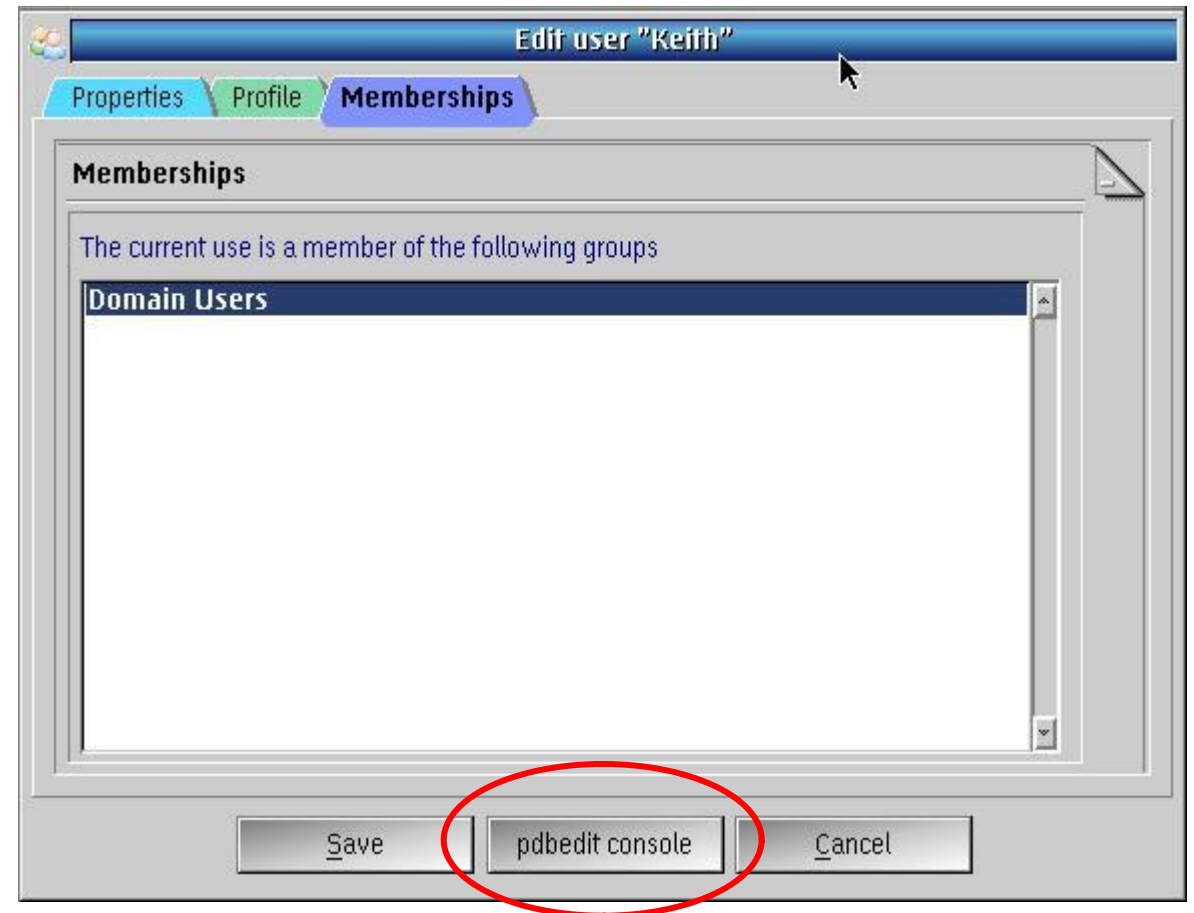 Edit user "Keith"
Properties Profile Memberships
Memberships
The current use is a member of the following groups
Domain Users
Save pdbedit console Cancel